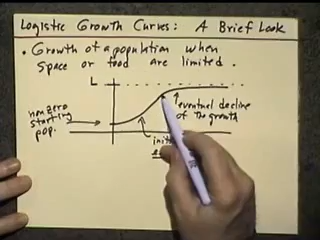 Logistic Growth Curves: A Brief Look
• Growth of a population when
space or food are limited.
L
non zero
starting
pop.
eventual decline
of the growth